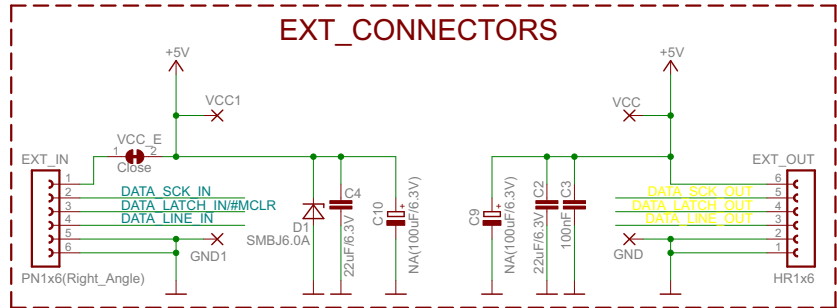 EXT_CONNECTORS
+5V
+5V
VCC1
VCC
EXT_IN
VCC_E
1 2
Close
EXT_OUT
1
2
3
4
5
6
DATA_SCK_IN
DATA_LATCH_IN/#MCLR
DATA_LINE_IN
GND1
PN1x6(Right_Angle)
D1
SMBJ6.0A
C4
22uF/6.3V
C10
+
NA(100uF/6.3V)
C9
+
NA(100uF/6.3V)
C2
22uF/6.3V
C3
100nF
DATA_SCK_OUT
DATA_LATCH_OUT
DATA_LINE_OUT
GND
6
5
4
3
2
1
HR1x6